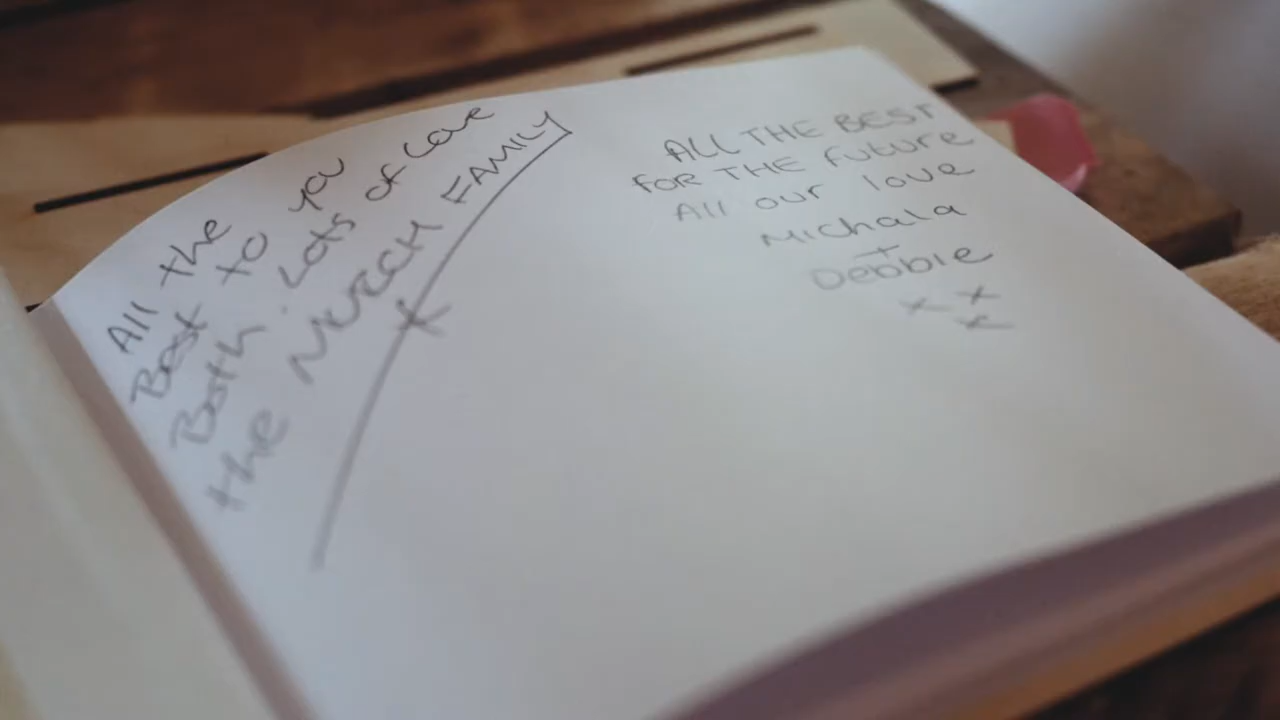 All the
Best to you
Both. Lots of Love
the FAMILY
x
ALL THE BEST
FOR THE future
All our love
Michala
+
Debbie
x x
x